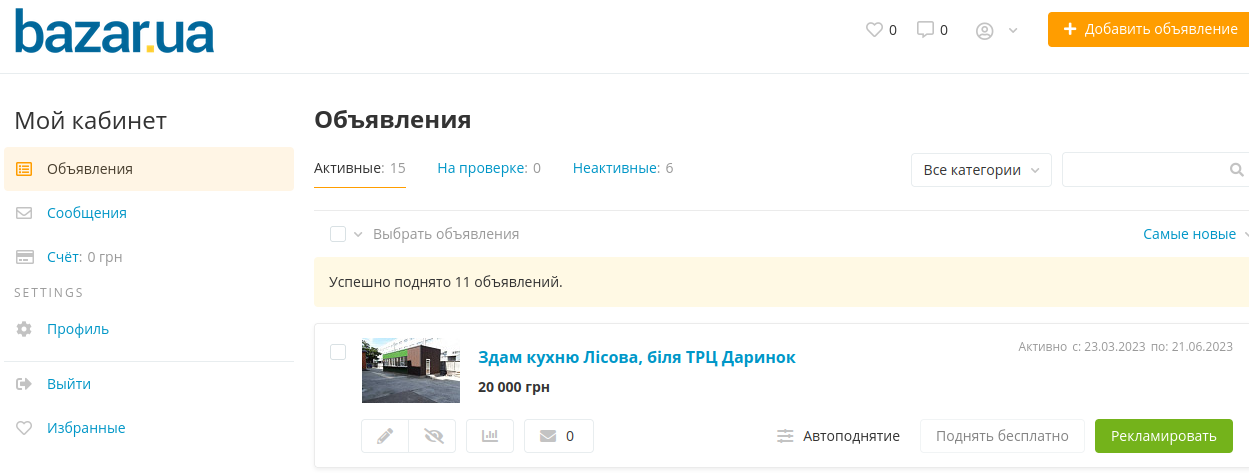 bazar.ua
0
0
Добавить объявление
Мой кабинет
Объявления
Сообщения
Счёт: 0 грн
SETTINGS
Профиль
Выйти
Избранные
Объявления
Активные: 15
На проверке: 0
Неактивные: 6
Все категории
Выбрать объявления
Самые новые
Успешно поднято 11 объявлений.
Здам кухню Лісова, біля ТРЦ Даринок
20 000 грн
Активно с: 23.03.2023 по: 21.06.2023
0
Автоподнятие
Поднять бесплатно
Рекламировать